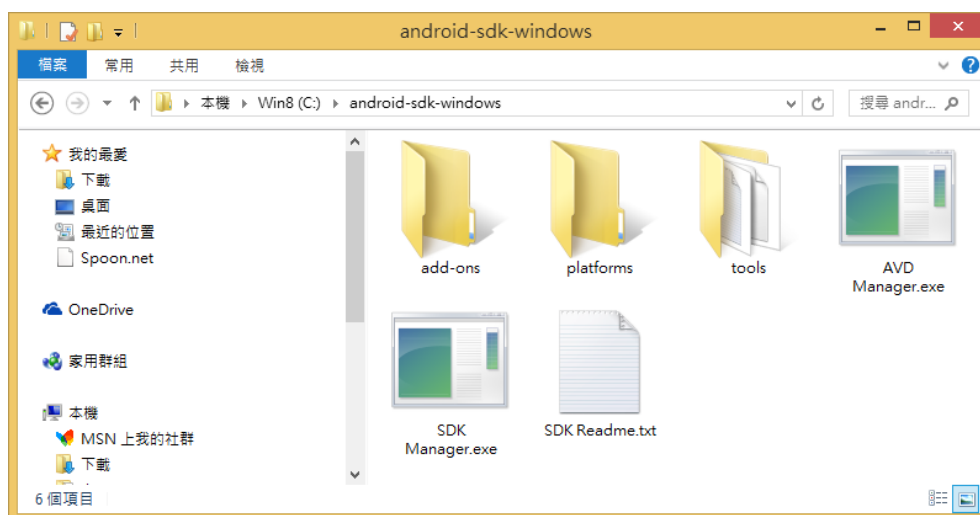 android-sdk-windows
檔案 常用 共用 檢視
本機 Win8 (C:) android-sdk-windows
搜尋 andr...
我的最愛
下載
桌面
最近的位置
Spoon.net
OneDrive
家用群組
本機
MSN 上我的社群
下載
add-ons
platforms
tools
AVD
Manager.exe
SDK
Manager.exe
SDK Readme.txt
6 個項目